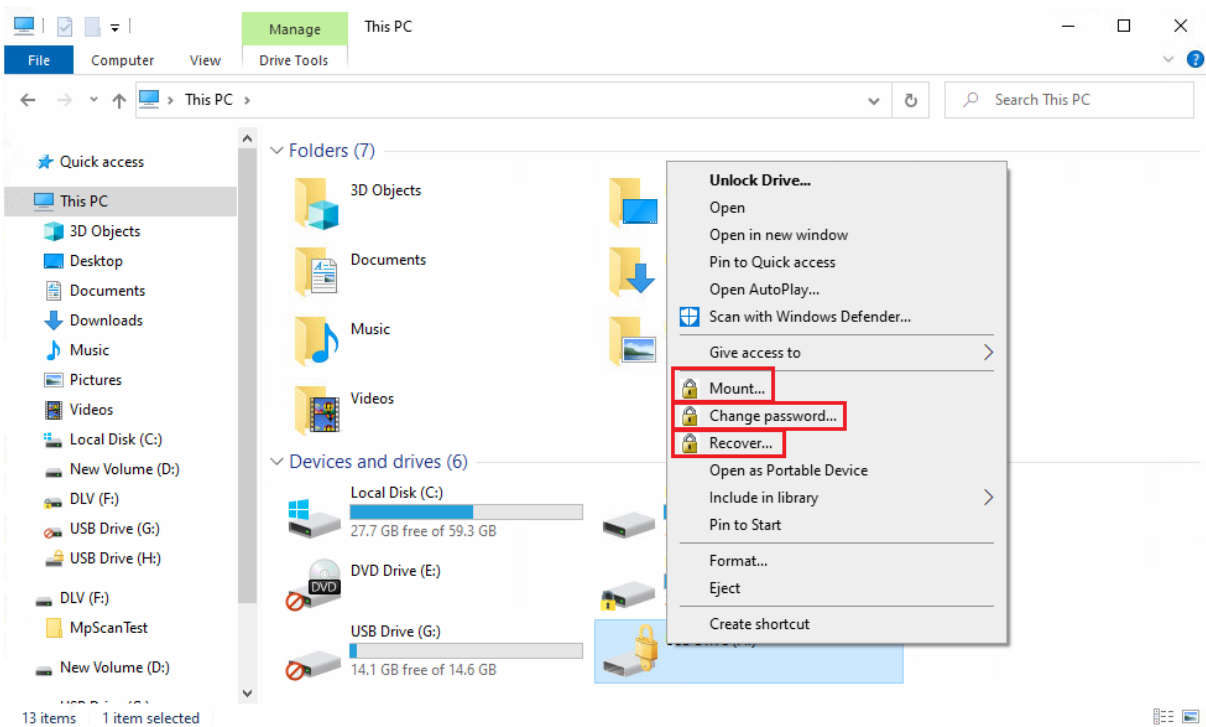 Manage
This PC
File
Computer
View
Drive Tools
?
This PC
Search This PC
Quick access
This PC
3D Objects
Desktop
Documents
Downloads
Music
Pictures
Videos
Local Disk (C:)
New Volume (D:)
DLV (F:)
USB Drive (G:)
USB Drive (H:)
DLV (F:)
MpScanTest
New Volume (D:)
Folders (7)
3D Objects
Documents
Music
Videos
Devices and drives (6)
Local Disk (C:)
27.7 GB free of 59.3 GB
DVD Drive (E:)
DVD
USB Drive (G:)
14.1 GB free of 14.6 GB
Unlock Drive...
Open
Open in new window
Pin to Quick access
Open AutoPlay...
Scan with Windows Defender...
Give access to
Mount...
Change password...
Recover...
Open as Portable Device
Include in library
Pin to Start
Format...
Eject
Create shortcut
13 items
1 item selected